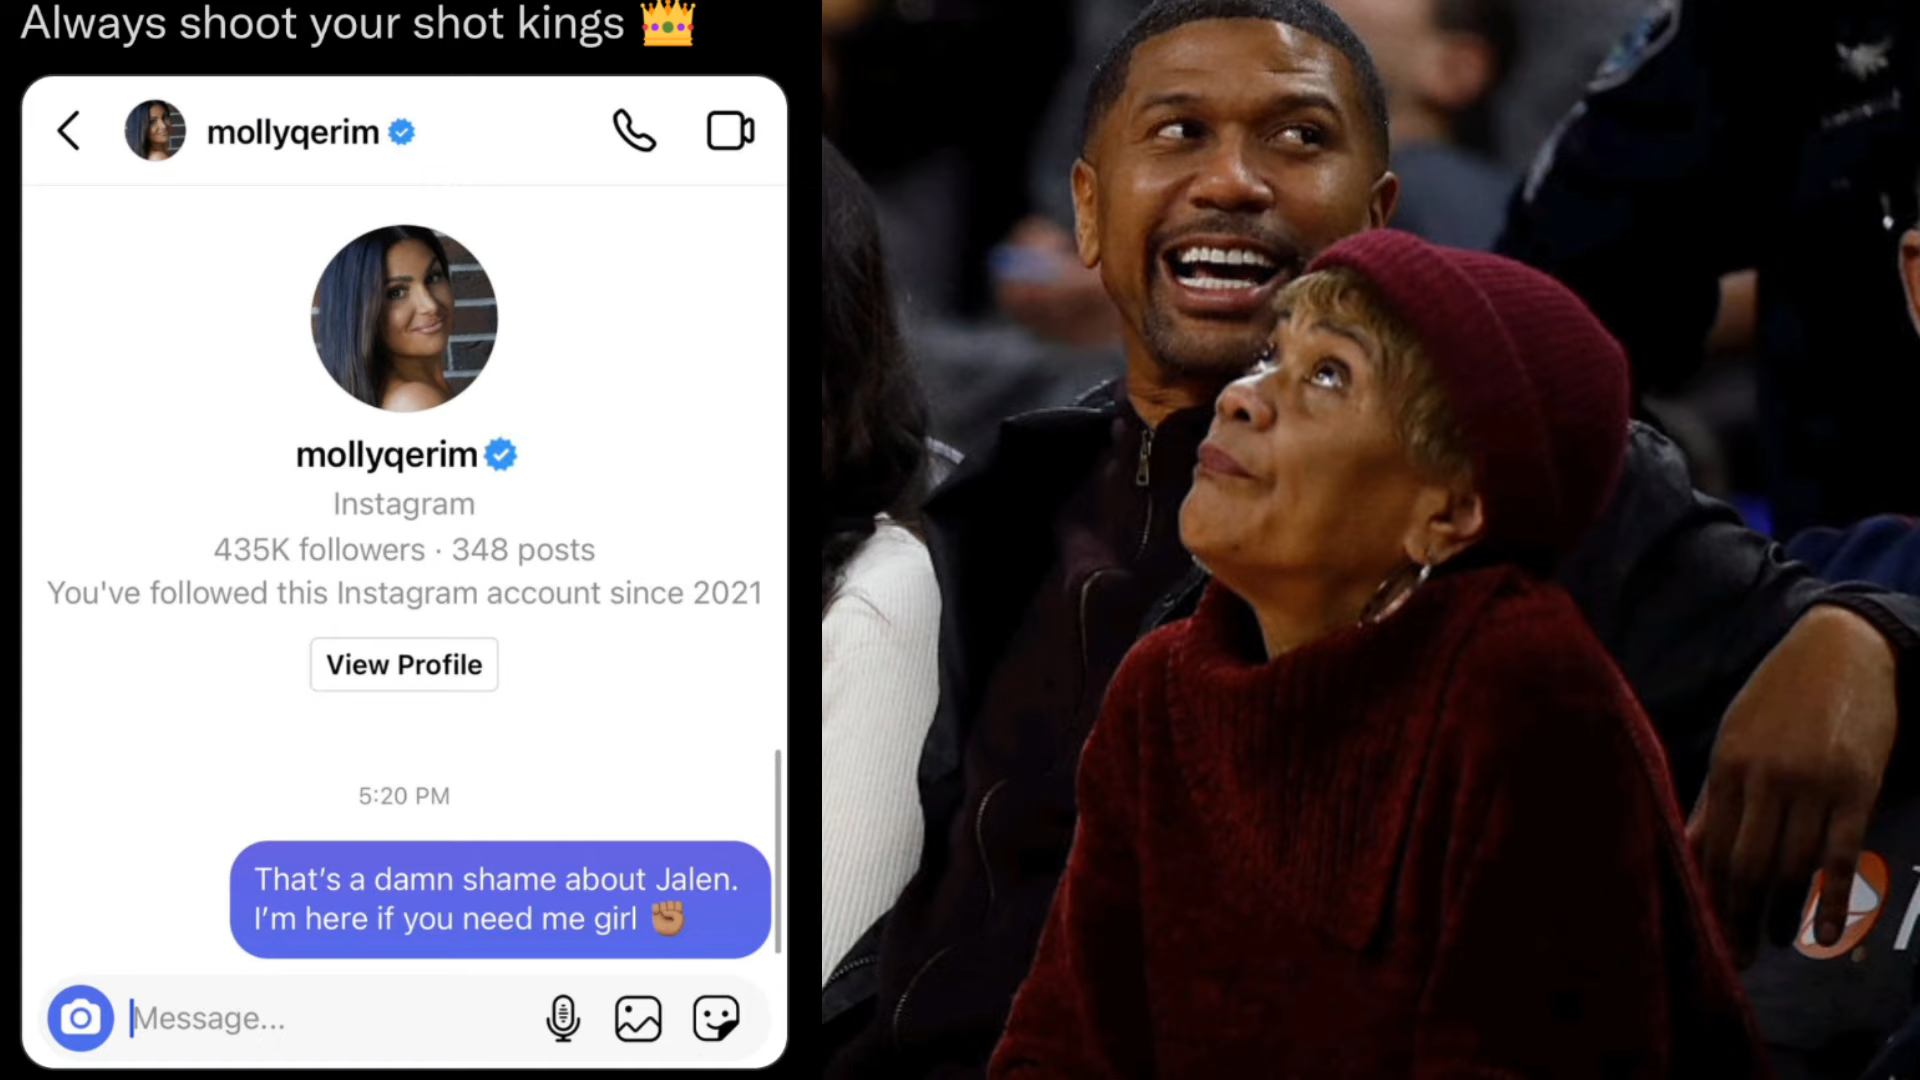 Always shoot your shot kings 👑
mollyqerim
mollyqerim
Instagram
435K followers · 348 posts
You've followed this Instagram account since 2021
View Profile
5:20 PM
That's a damn shame about Jalen.
I'm here if you need me girl ✊🏽
Message...